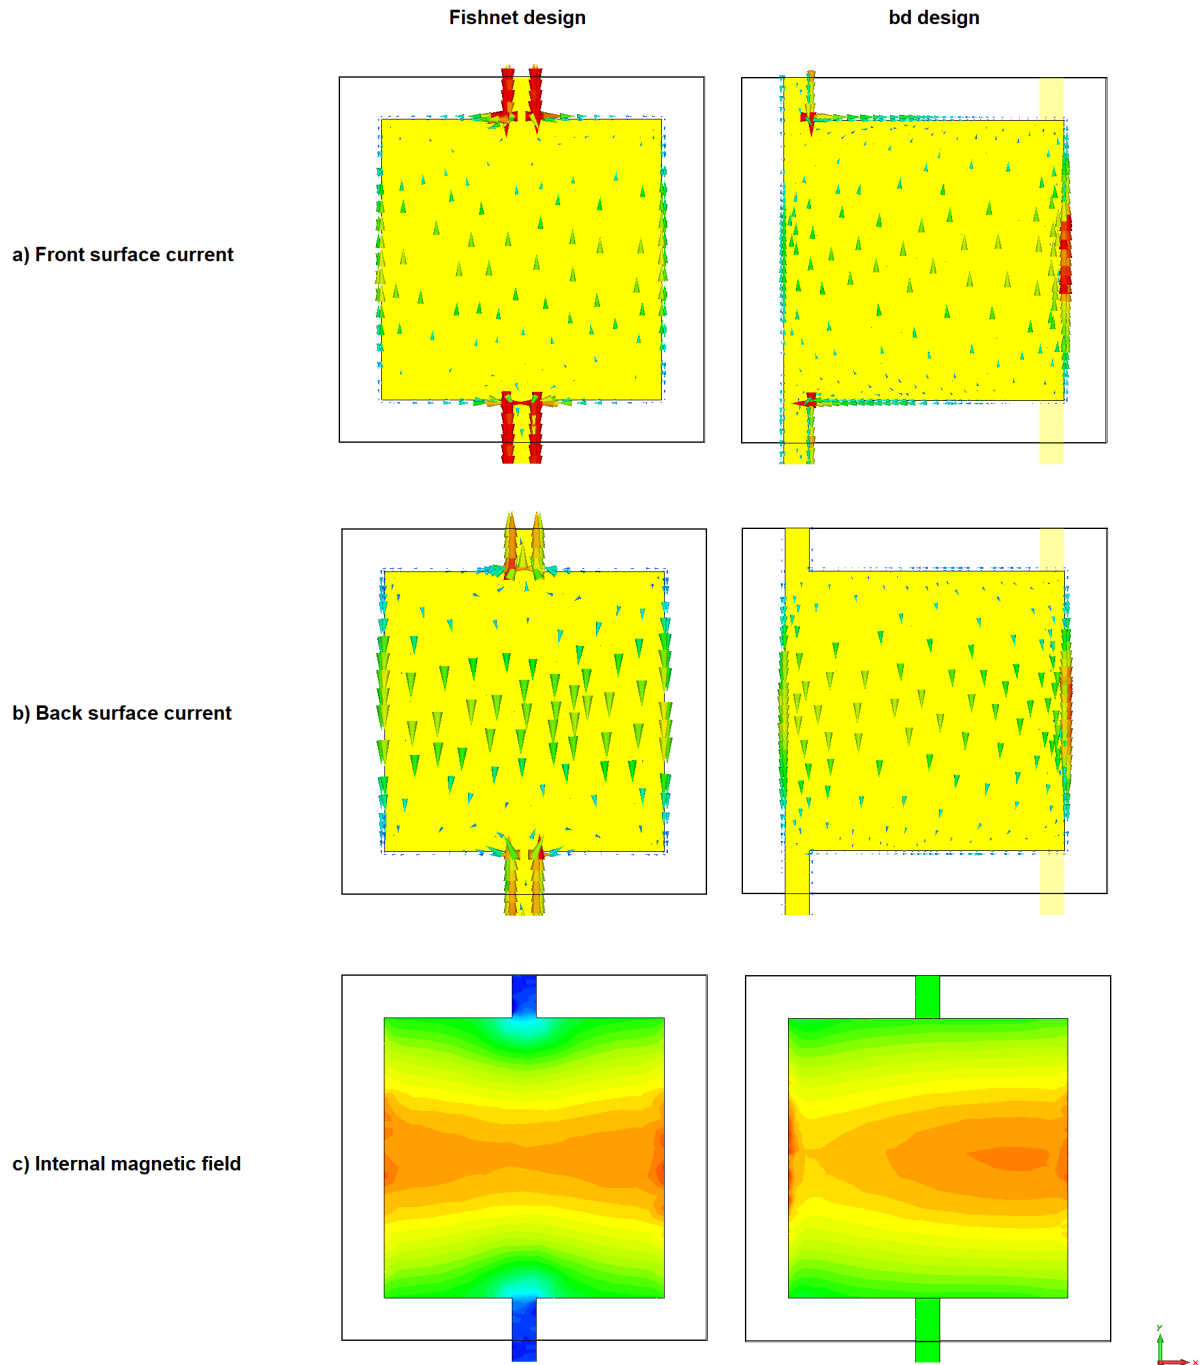 Fishnet design
bd design
a) Front surface current
b) Back surface current
c) Internal magnetic field
Y
X